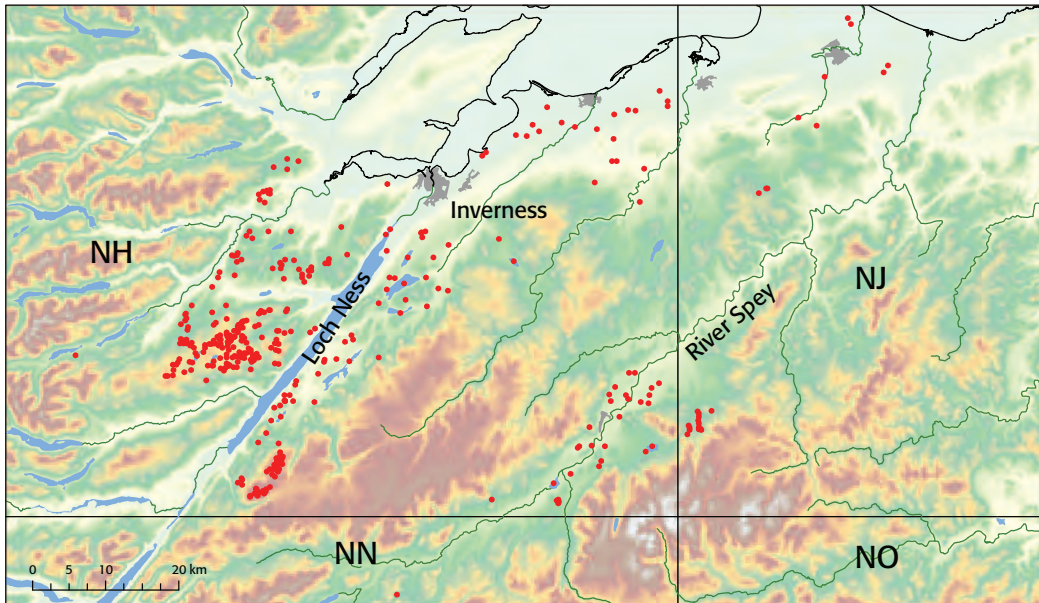 Inverness
NH
Loch Ness
NJ
River Spey
NN
NO
0 5 10 20 km